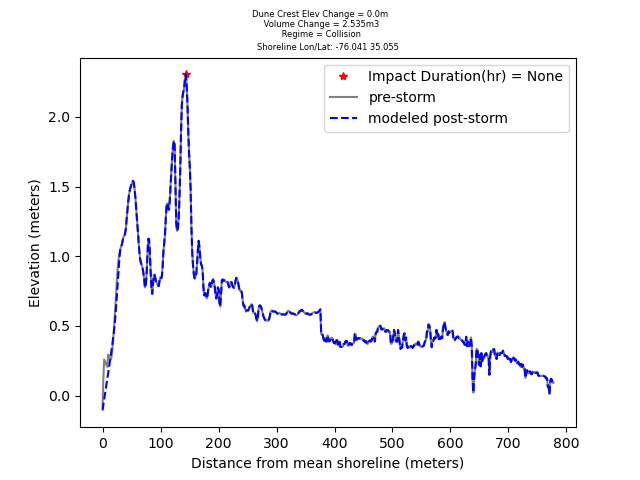 Dune Crest Elev Change = 0.0m
Volume Change = 2.535m3
Regime = Collision
Shoreline Lon/Lat: -76.041 35.055
Impact Duration(hr) = None
pre-storm
modeled post-storm
Elevation (meters)
2.0
1.5
1.0
0.5
0.0
0 100 200 300 400 500 600 700 800
Distance from mean shoreline (meters)